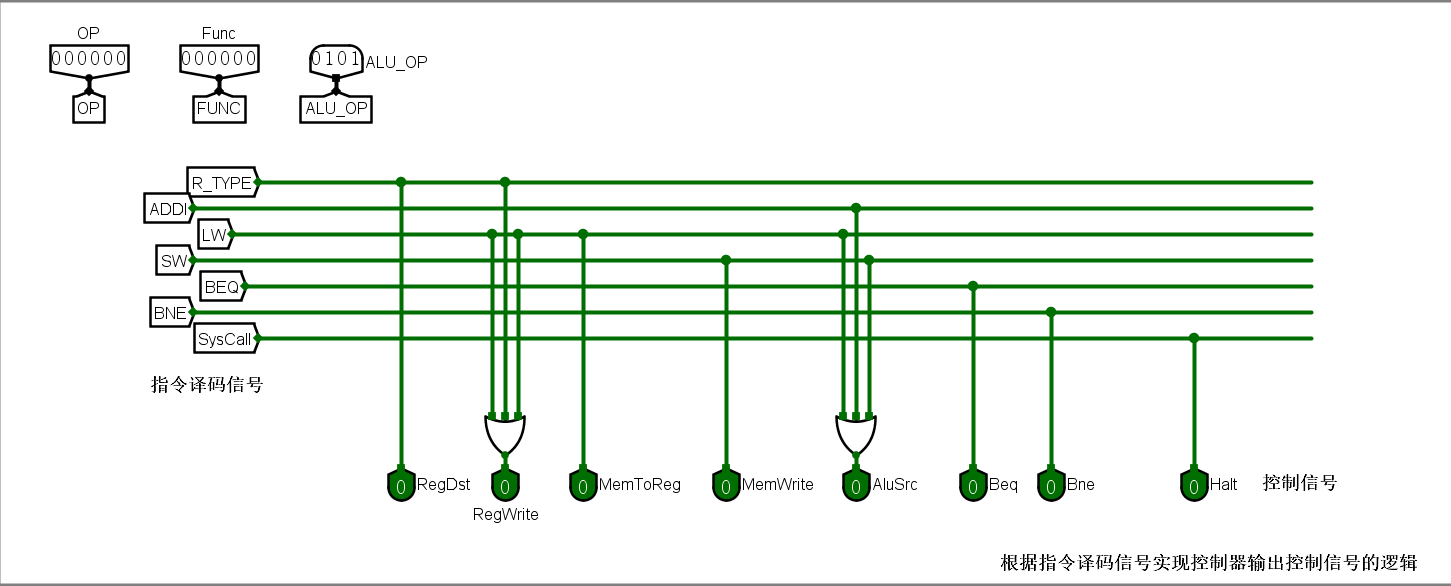 OP
Func
000000
000000
0101
ALU_OP
OP
FUNC
ALU_OP
R_TYPE
ADDI
LW
SW
BEQ
BNE
SysCall
指令译码信号
0 RegDst
0
RegWrite
0 MemToReg
0 MemWrite
0 AluSrc
0 Beq
0 Bne
0 Halt
控制信号
根据指令译码信号实现控制器输出控制信号的逻辑